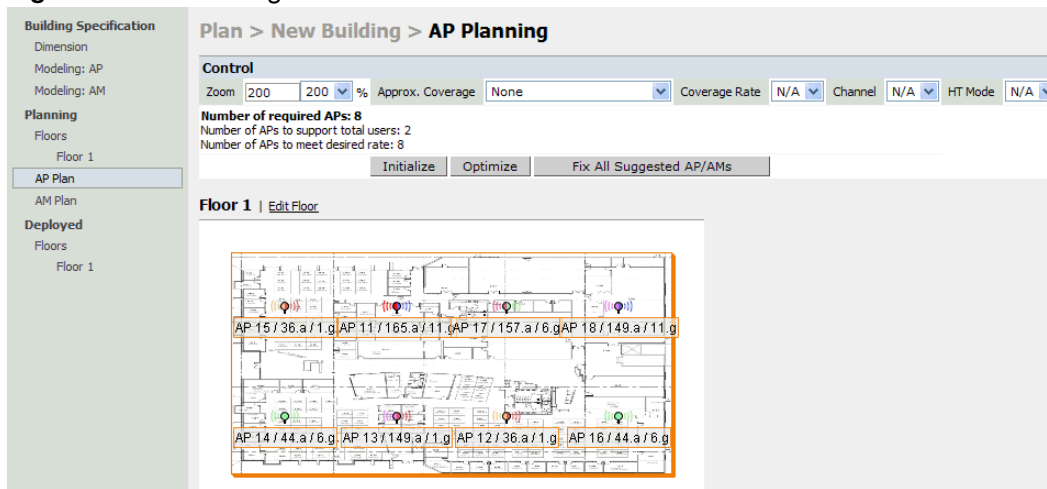 Building Specification
Dimension
Modeling: AP
Modeling: AM
Planning
Floors
Floor 1
AP Plan
AM Plan
Deployed
Floors
Floor 1
Plan > New Building > AP Planning
Control
Zoom 200 200 % Approx. Coverage None Coverage Rate N/A Channel N/A HT Mode N/A
Number of required APs: 8
Number of APs to support total users: 2
Number of APs to meet desired rate: 8
Initialize Optimize Fix All Suggested AP/AMs
Floor 1 | Edit Floor
AP 15 / 36.a / 1.g AP 11 / 165.a / 11.g AP 17 / 157.a / 6.g AP 18 / 149.a / 11.g
AP 14 / 44.a / 6.g AP 13 / 149.a / 1.g AP 12 / 36.a / 1.g AP 16 / 44.a / 6.g